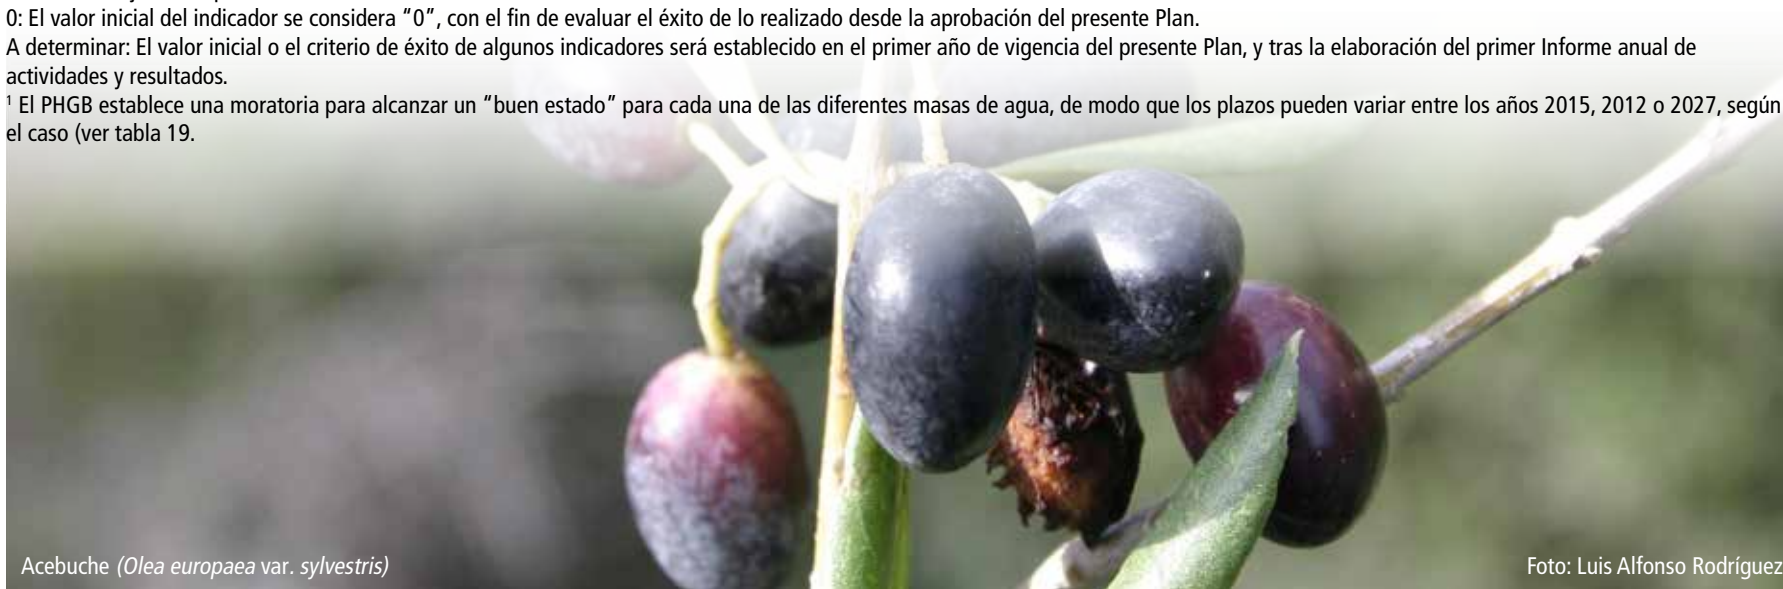 0: El valor inicial del indicador se considera "0", con el fin de evaluar el éxito de lo realizado desde la aprobación del presente Plan.
A determinar: El valor inicial o el criterio de éxito de algunos indicadores será establecido en el primer año de vigencia del presente Plan, y tras la elaboración del primer Informe anual de
actividades y resultados.
¹ El PHGB establece una moratoria para alcanzar un "buen estado" para cada una de las diferentes masas de agua, de modo que los plazos pueden variar entre los años 2015, 2012 o 2027, según
el caso (ver tabla 19.
Acebuche (Olea europaea var. sylvestris)
Foto: Luis Alfonso Rodríguez